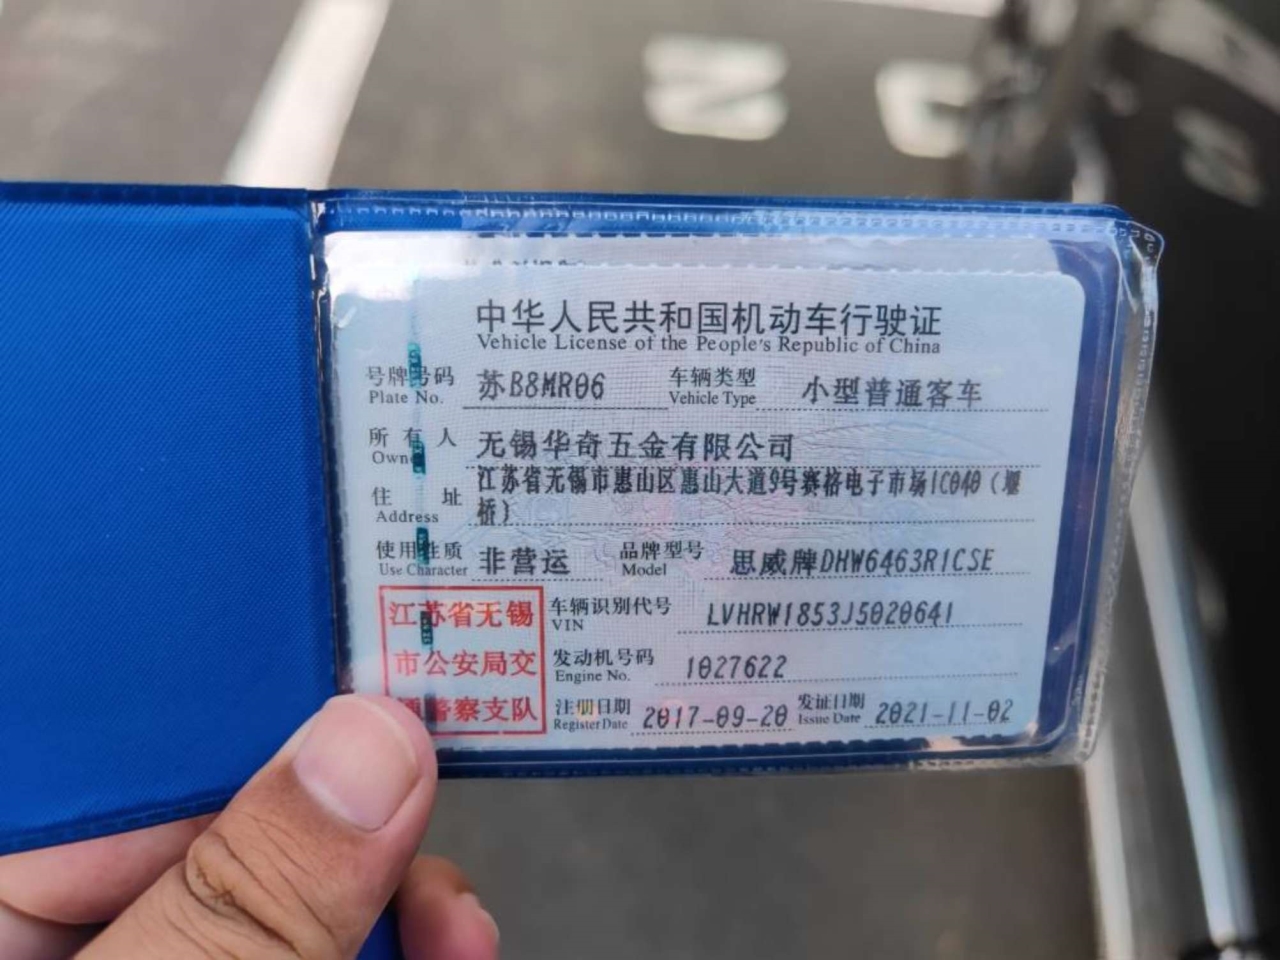 中华人民共和国机动车行驶证
Vehicle License of the People's Republic of China
号牌号码 苏B8MR06 车辆类型 小型普通客车
Plate No. Vehicle Type
所有人 无锡华奇五金有限公司
Owner
住址 江苏省无锡市惠山区惠山大道9号赛格电子市场1C040（堰
桥）
Address
使用性质 非营运 品牌型号 思威牌DHW6463R1CSE
Use Character Model
江苏省无锡
市公安局交
通警察支队
车辆识别代号 LVHRW1853J5020641
VIN
发动机号码 1027622
Engine No.
注册日期 2017-09-20 发证日期 2021-11-02
Register Date Issue Date